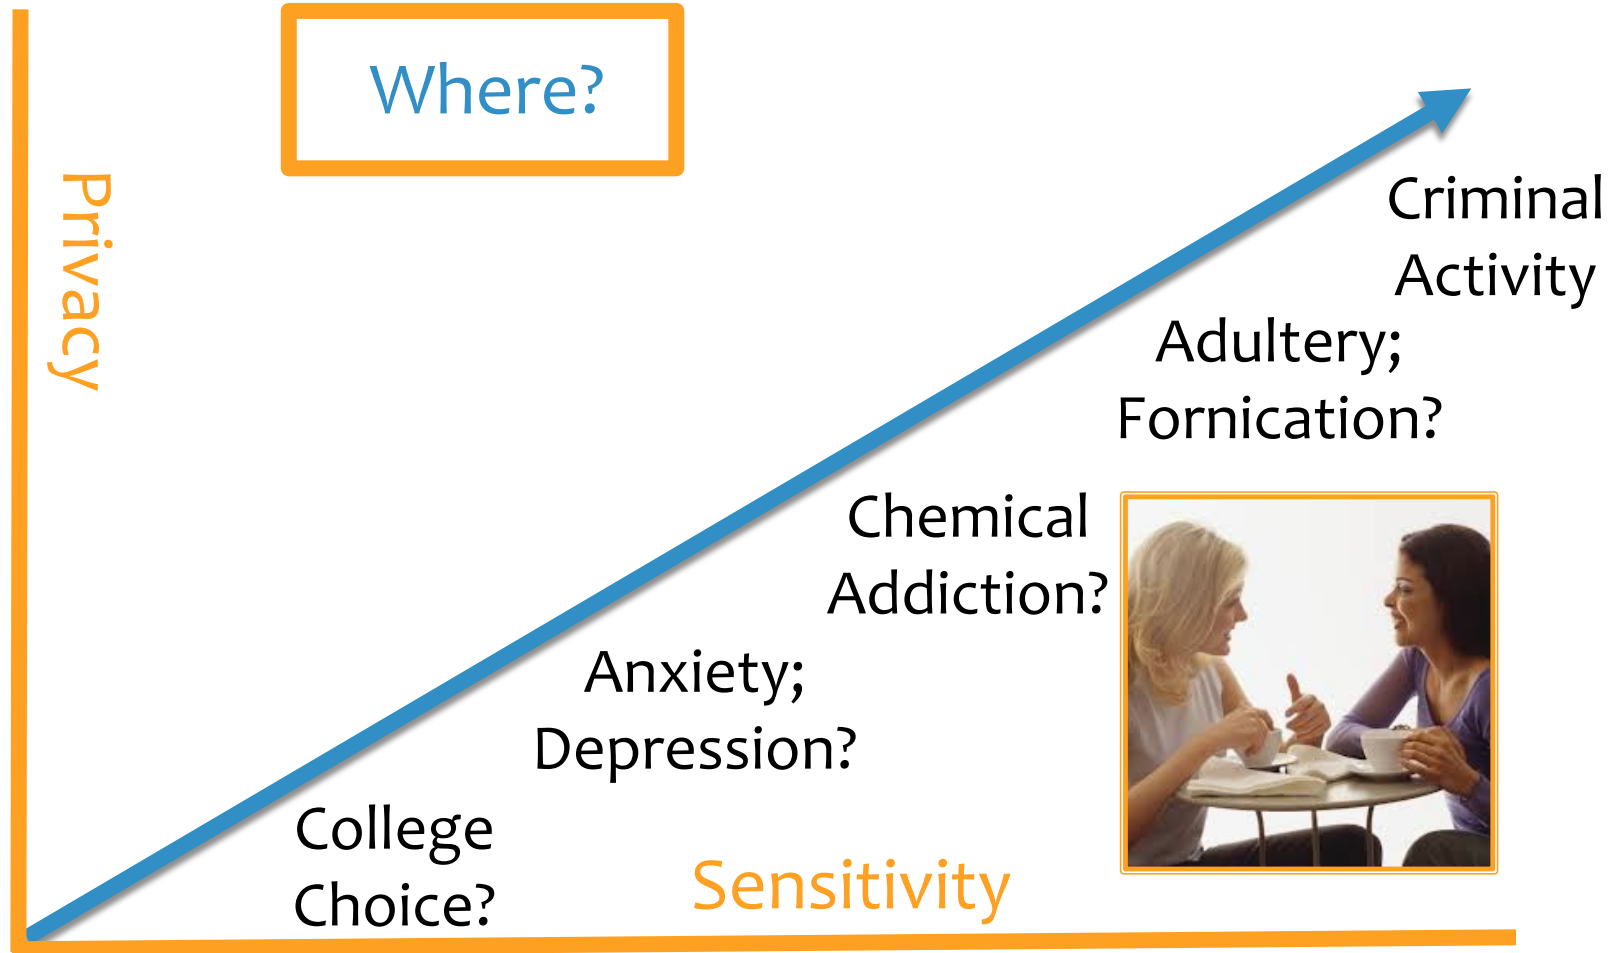 Where?
Privacy
Criminal
Activity
Adultery;
Fornication?
Chemical
Addiction?
Anxiety;
Depression?
College
Choice?
Sensitivity